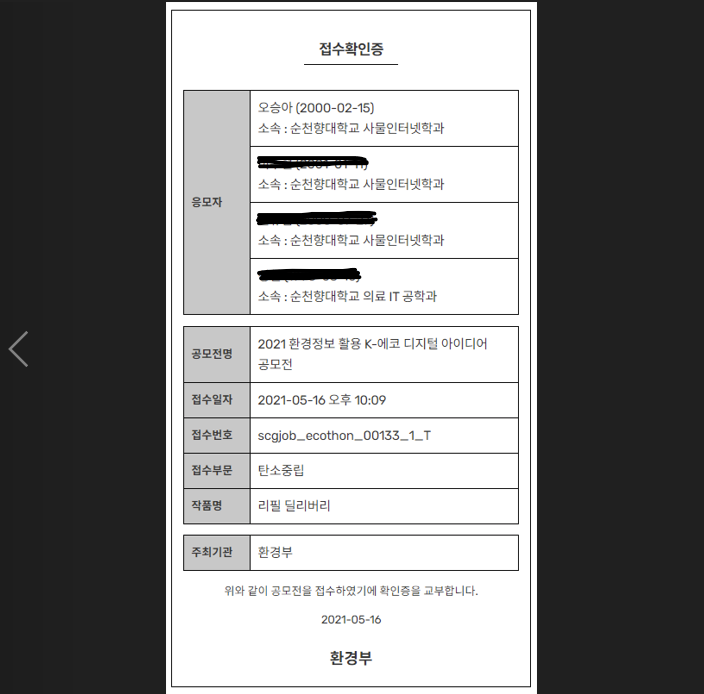 접수확인증
응모자
오승아 (2000-02-15)
소속 : 순천향대학교 사물인터넷학과
소속 : 순천향대학교 사물인터넷학과
소속 : 순천향대학교 사물인터넷학과
소속 : 순천향대학교 의료 IT 공학과
공모전명
2021 환경정보 활용 K-에코 디지털 아이디어
공모전
접수일자
2021-05-16 오후 10:09
접수번호
scgjob_ecothon_00133_1_T
접수부문
탄소중립
작품명
리필 딜리버리
주최기관
환경부
위와 같이 공모전을 접수하였기에 확인증을 교부합니다.
2021-05-16
환경부